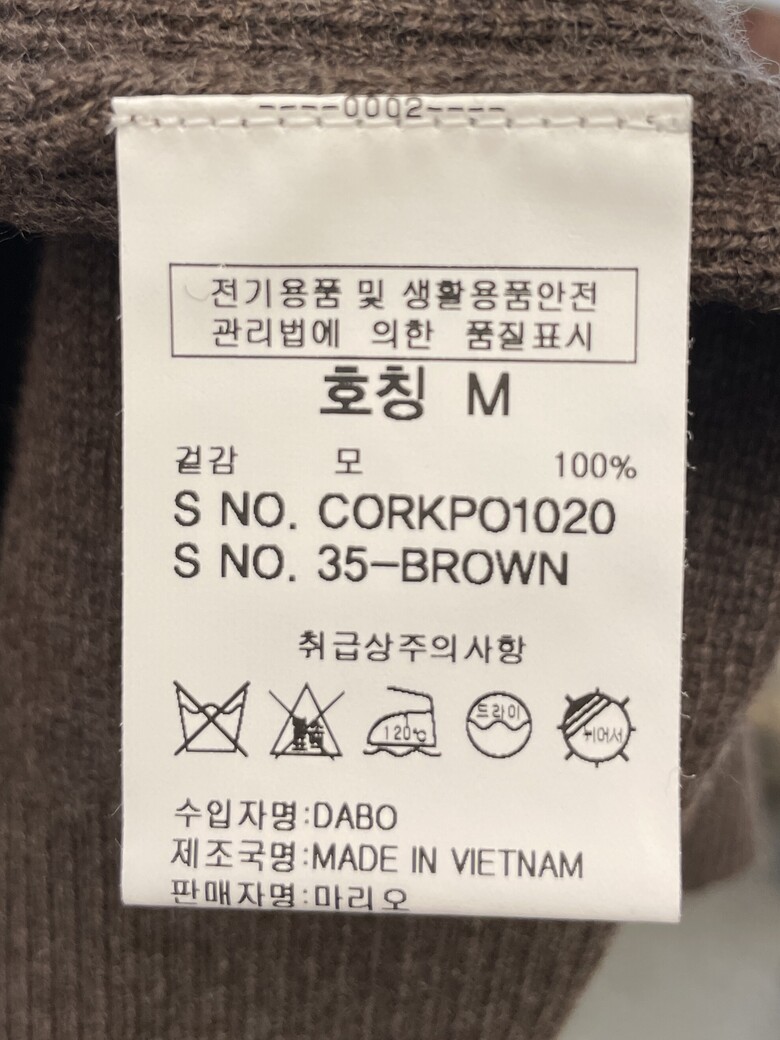 ----0002----
전기용품 및 생활용품안전
관리법에 의한 품질표시
호칭 M
겉감 모 100%
S NO. CORKPO1020
S NO. 35-BROWN
취급상주의사항
120℃ 드라이 뉘어서
수입자명:DABO
제조국명:MADE IN VIETNAM
판매자명:마리오